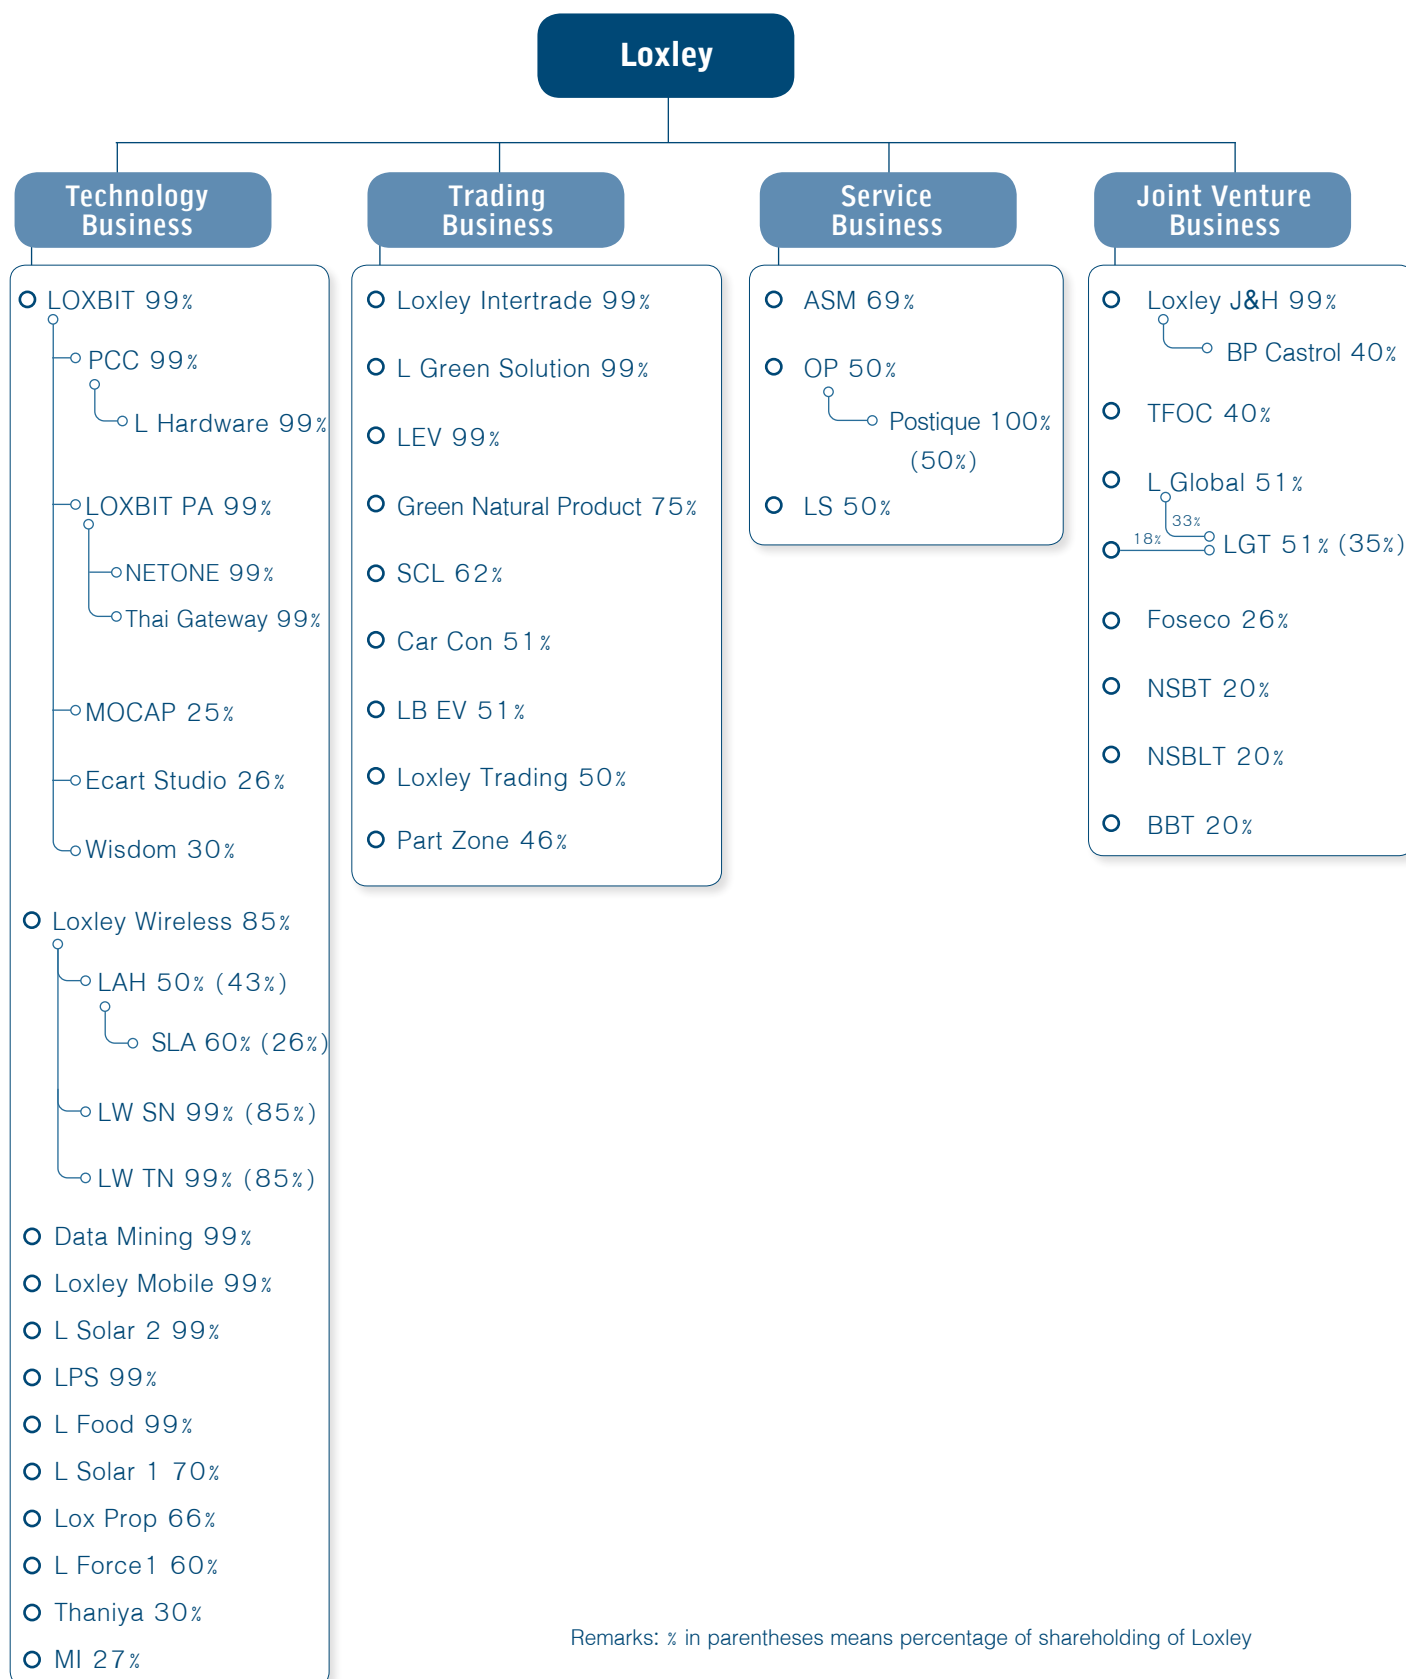 Loxley
Technology
Business
LOXBIT 99%
PCC 99%
L Hardware 99%
LOXBIT PA 99%
NETONE 99%
Thai Gateway 99%
MOCAP 25%
Ecart Studio 26%
Wisdom 30%
Loxley Wireless 85%
LAH 50% (43%)
SLA 60% (26%)
LW SN 99% (85%)
LW TN 99% (85%)
Data Mining 99%
Loxley Mobile 99%
L Solar 2 99%
LPS 99%
L Food 99%
L Solar 1 70%
Lox Prop 66%
L Force1 60%
Thaniya 30%
MI 27%
Trading
Business
Loxley Intertrade 99%
L Green Solution 99%
LEV 99%
Green Natural Product 75%
SCL 62%
Car Con 51%
LB EV 51%
Loxley Trading 50%
Part Zone 46%
Service
Business
ASM 69%
OP 50%
Postique 100%
(50%)
LS 50%
Joint Venture
Business
Loxley J&H 99%
BP Castrol 40%
TFOC 40%
L Global 51%
33%
18%
LGT 51% (35%)
Foseco 26%
NSBT 20%
NSBLT 20%
BBT 20%
Remarks: % in parentheses means percentage of shareholding of Loxley